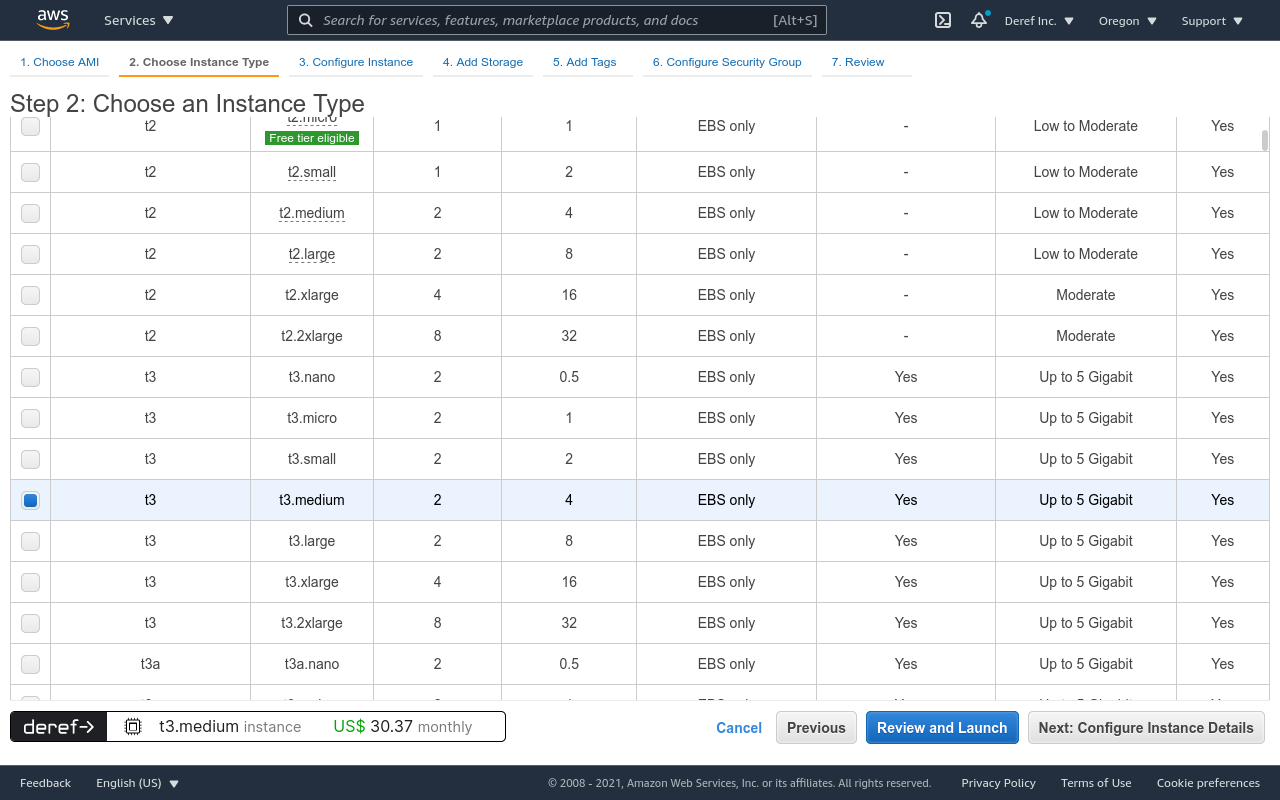 aws Services Search for services, features, marketplace products, and docs [Alt+S] Deref Inc. Oregon Support
1. Choose AMI 2. Choose Instance Type 3. Configure Instance 4. Add Storage 5. Add Tags 6. Configure Security Group 7. Review
Step 2: Choose an Instance Type
t2 t2.micro 1 1 EBS only - Low to Moderate Yes
Free tier eligible
t2 t2.small 1 2 EBS only - Low to Moderate Yes
t2 t2.medium 2 4 EBS only - Low to Moderate Yes
t2 t2.large 2 8 EBS only - Low to Moderate Yes
t2 t2.xlarge 4 16 EBS only - Moderate Yes
t2 t2.2xlarge 8 32 EBS only - Moderate Yes
t3 t3.nano 2 0.5 EBS only Yes Up to 5 Gigabit Yes
t3 t3.micro 2 1 EBS only Yes Up to 5 Gigabit Yes
t3 t3.small 2 2 EBS only Yes Up to 5 Gigabit Yes
t3 t3.medium 2 4 EBS only Yes Up to 5 Gigabit Yes
t3 t3.large 2 8 EBS only Yes Up to 5 Gigabit Yes
t3 t3.xlarge 4 16 EBS only Yes Up to 5 Gigabit Yes
t3 t3.2xlarge 8 32 EBS only Yes Up to 5 Gigabit Yes
t3a t3a.nano 2 0.5 EBS only Yes Up to 5 Gigabit Yes
deref→ t3.medium instance US$ 30.37 monthly Cancel Previous Review and Launch Next: Configure Instance Details
Feedback English (US) © 2008 - 2021, Amazon Web Services, Inc. or its affiliates. All rights reserved. Privacy Policy Terms of Use Cookie preferences